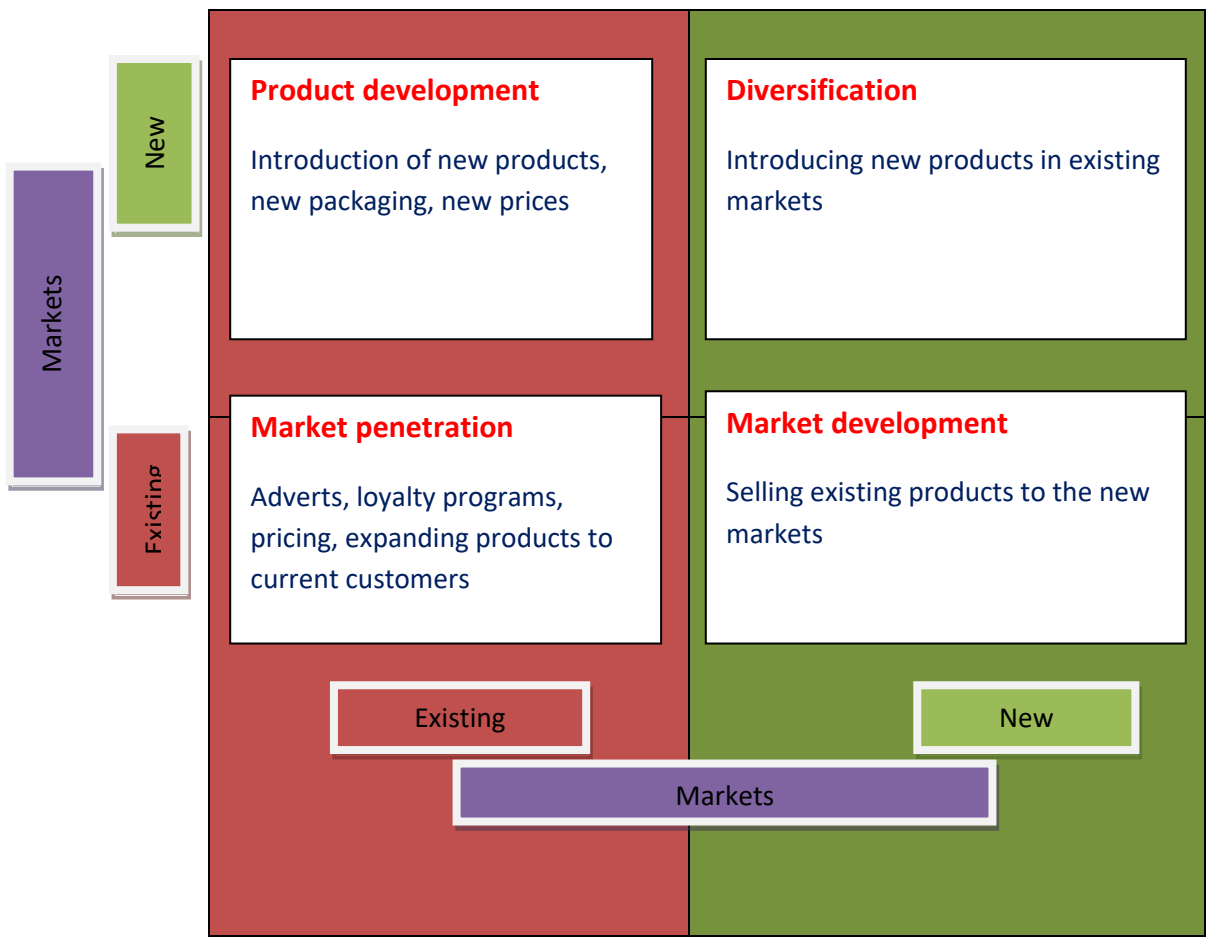 New
Markets
Existing
Product development
Introduction of new products,
new packaging, new prices
Diversification
Introducing new products in existing
markets
Market penetration
Adverts, loyalty programs,
pricing, expanding products to
current customers
Market development
Selling existing products to the new
markets
Existing
New
Markets